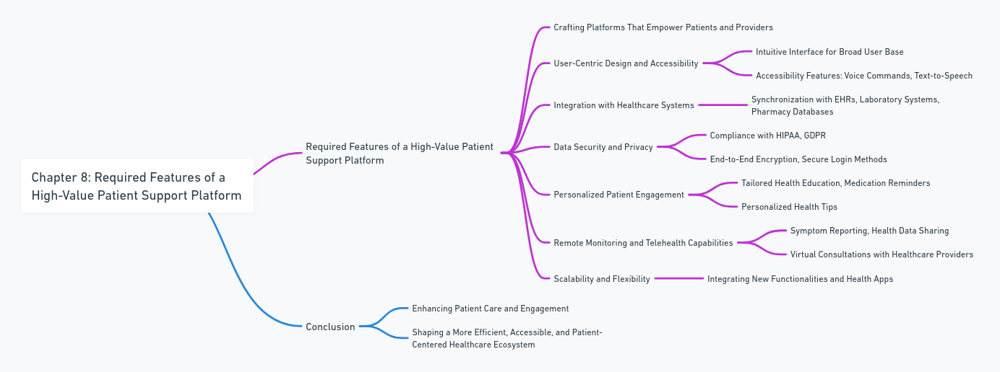 Chapter 8: Required Features of a
High-Value Patient Support Platform
Required Features of a High-Value Patient
Support Platform
Crafting Platforms That Empower Patients and Providers
User-Centric Design and Accessibility
Intuitive Interface for Broad User Base
Accessibility Features: Voice Commands, Text-to-Speech
Integration with Healthcare Systems
Synchronization with EHRs, Laboratory Systems,
Pharmacy Databases
Data Security and Privacy
Compliance with HIPAA, GDPR
End-to-End Encryption, Secure Login Methods
Personalized Patient Engagement
Tailored Health Education, Medication Reminders
Personalized Health Tips
Remote Monitoring and Telehealth Capabilities
Symptom Reporting, Health Data Sharing
Virtual Consultations with Healthcare Providers
Scalability and Flexibility
Integrating New Functionalities and Health Apps
Conclusion
Enhancing Patient Care and Engagement
Shaping a More Efficient, Accessible, and Patient-
Centered Healthcare Ecosystem